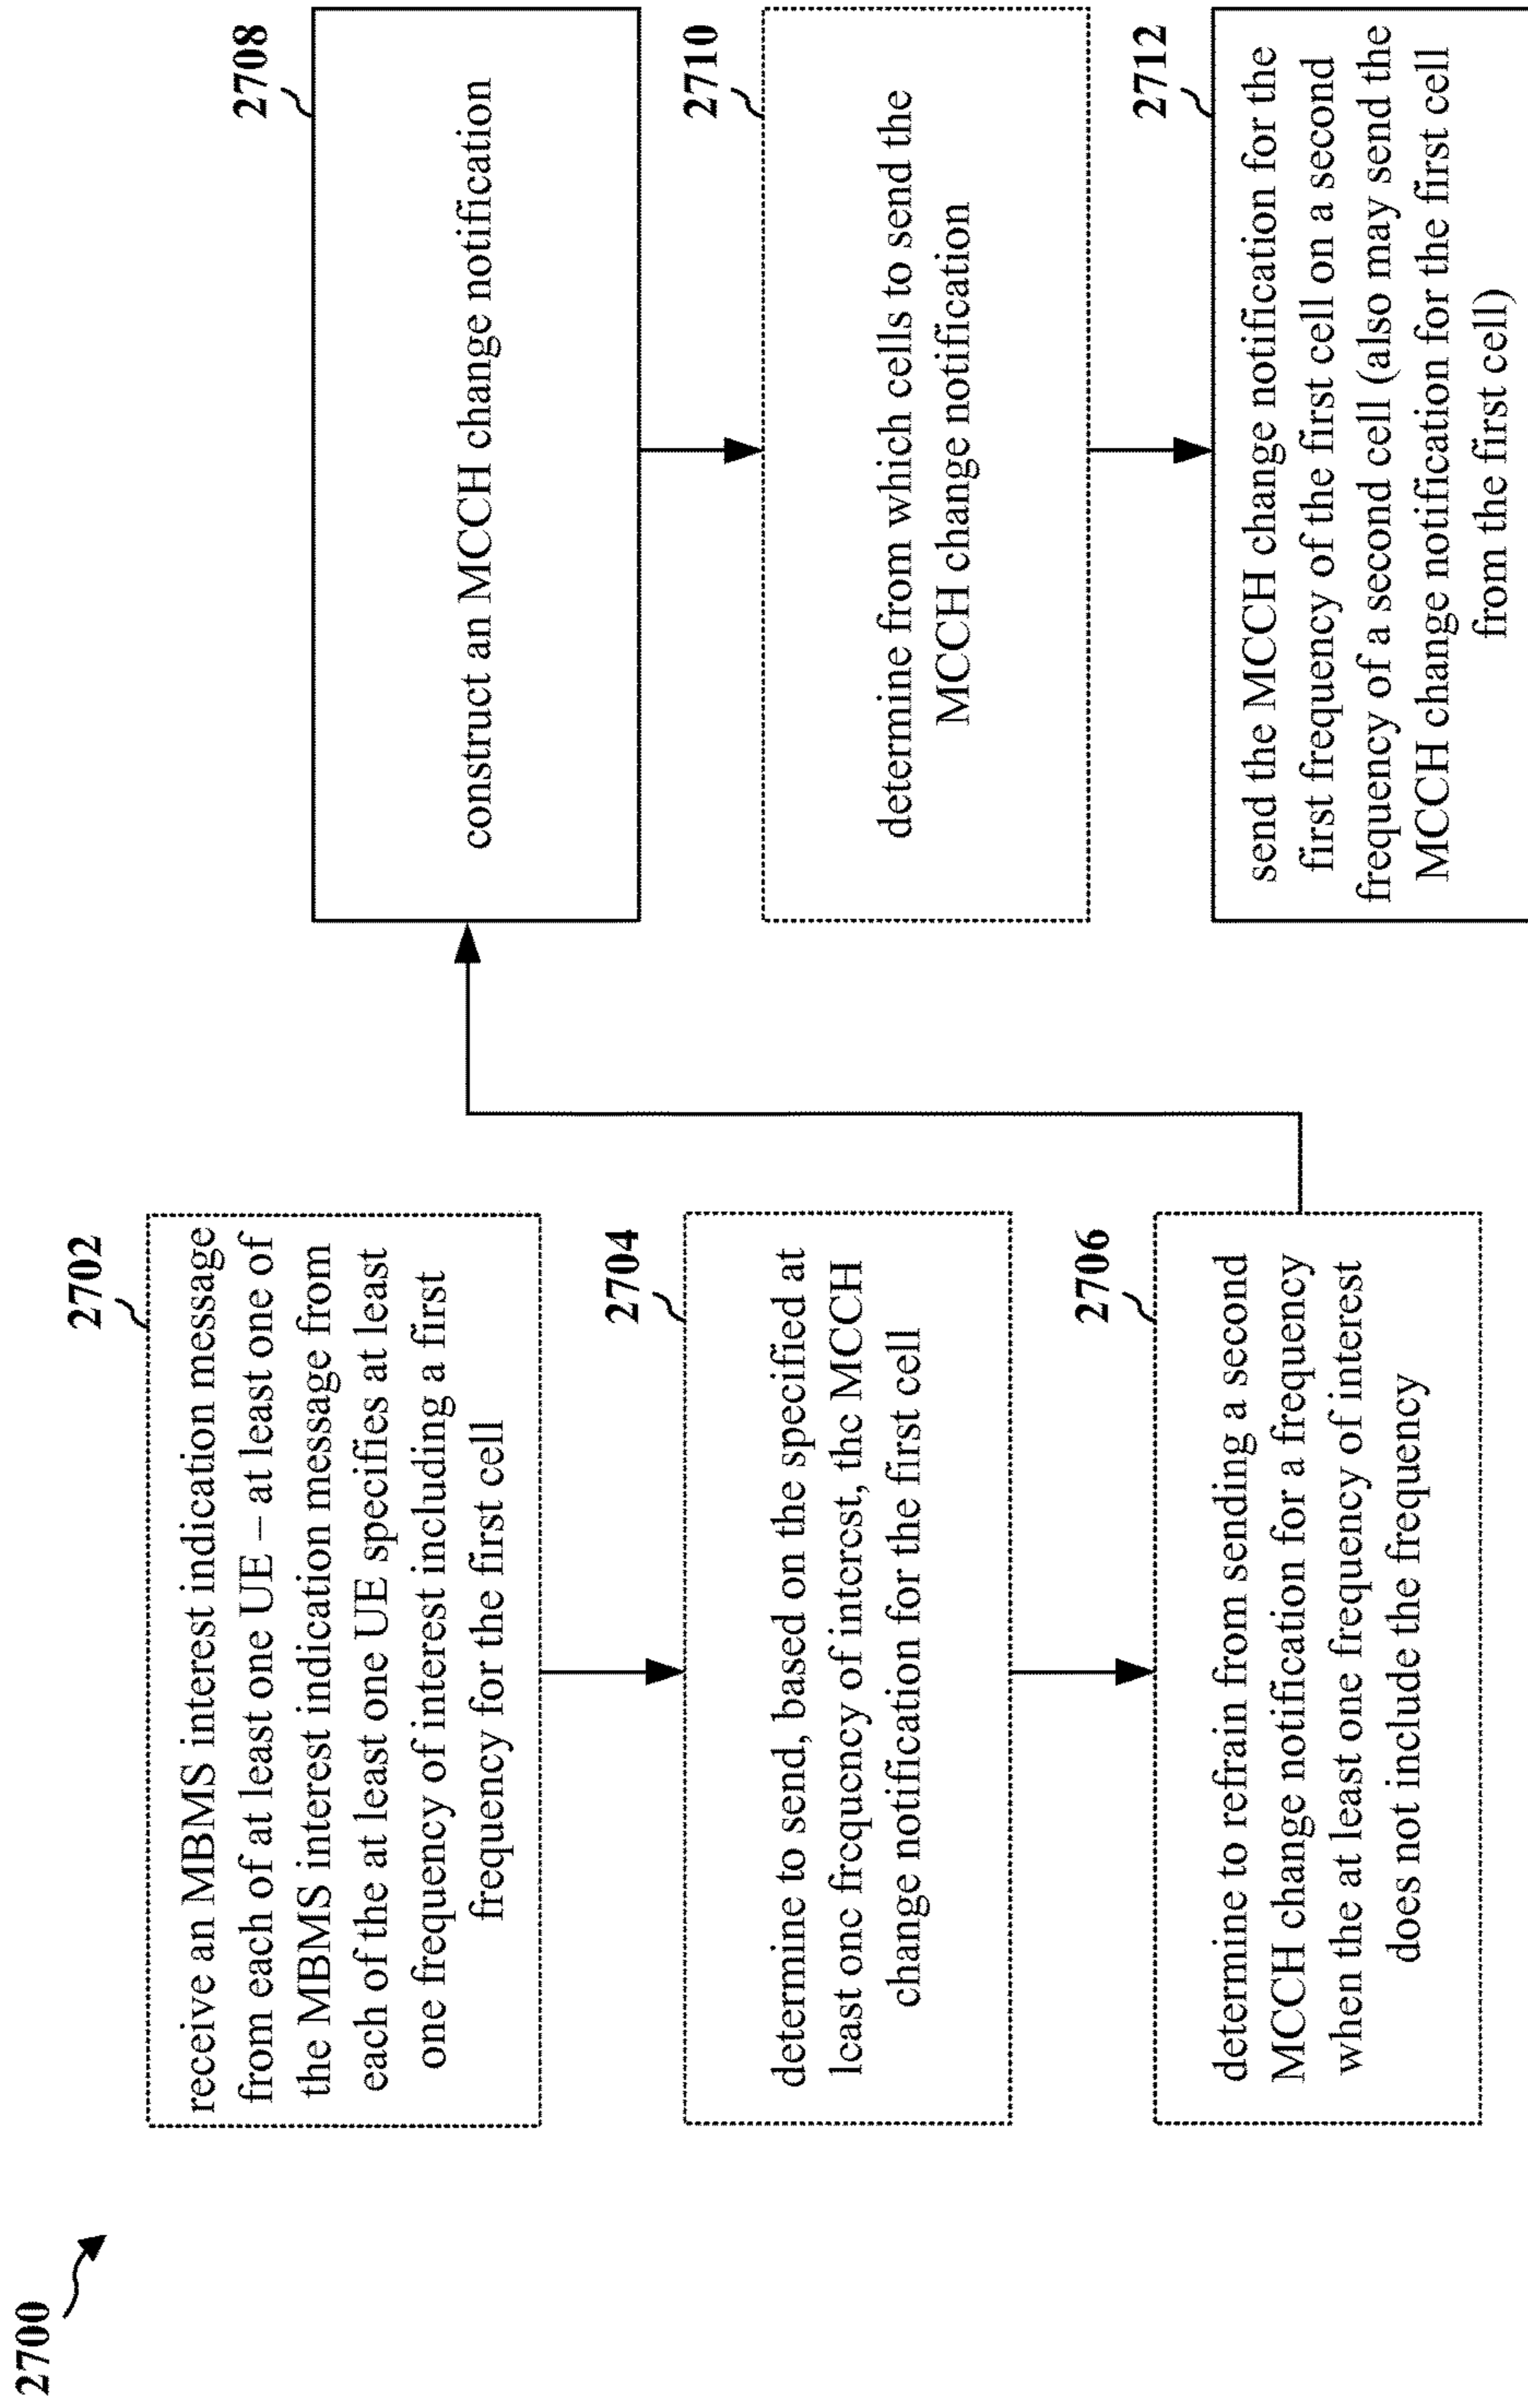 2700
2702
receive an MBMS interest indication message
from each of at least one UE – at least one of
the MBMS interest indication message from
each of the at least one UE specifies at least
one frequency of interest including a first
frequency for the first cell
2704
determine to send, based on the specified at
least one frequency of interest, the MCCH
change notification for the first cell
2706
determine to refrain from sending a second
MCCH change notification for a frequency
when the at least one frequency of interest
does not include the frequency
2708
construct an MCCH change notification
2710
determine from which cells to send the
MCCH change notification
2712
send the MCCH change notification for the
first frequency of the first cell on a second
frequency of a second cell (also may send the
MCCH change notification for the first cell
from the first cell)